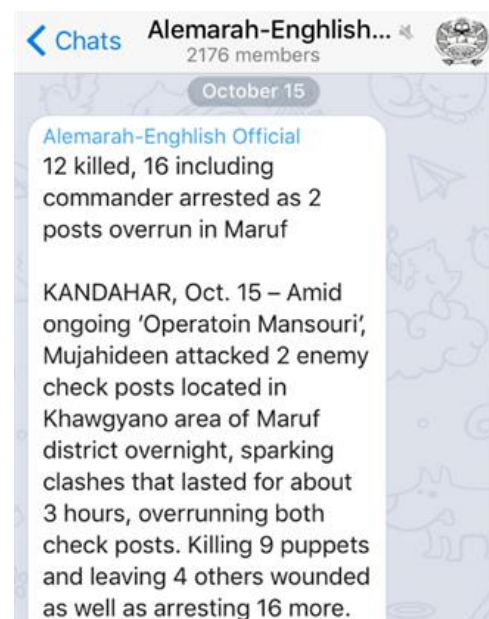 Chats
Alemarah-Enghlish...
2176 members
October 15
Alemarah-Enghlish Official
12 killed, 16 including
commander arrested as 2
posts overrun in Maruf
KANDAHAR, Oct. 15 – Amid
ongoing 'Operatoin Mansouri',
Mujahideen attacked 2 enemy
check posts located in
Khawgyano area of Maruf
district overnight, sparking
clashes that lasted for about
3 hours, overrunning both
check posts. Killing 9 puppets
and leaving 4 others wounded
as well as arresting 16 more.